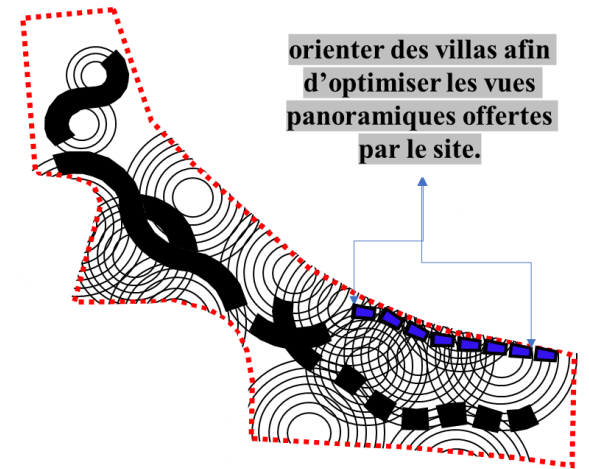 orienter des villas afin
d’optimiser les vues
panoramiques offertes
par le site.